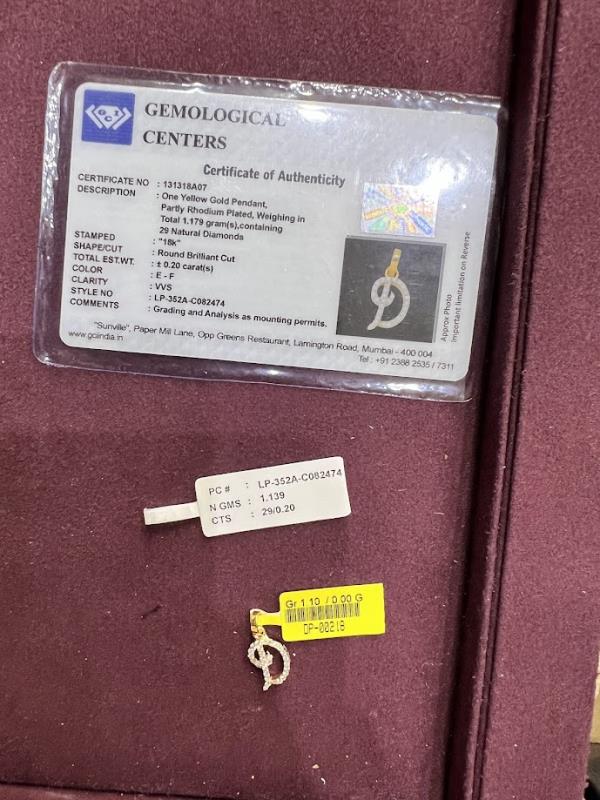 GCI
GEMOLOGICAL
CENTERS
Certificate of Authenticity
CERTIFICATE NO : 131318A07
DESCRIPTION : One Yellow Gold Pendant,
Partly Rhodium Plated, Weighing in
Total 1.179 gram(s),containing
29 Natural Diamonds
STAMPED : "18k"
SHAPE/CUT : Round Brilliant Cut
TOTAL EST.WT. : ± 0.20 carat(s)
COLOR : E - F
CLARITY : VVS
STYLE NO : LP-352A-C082474
COMMENTS : Grading and Analysis as mounting permits.
"Sunville", Paper Mill Lane, Opp Greens Restaurant, Lamington Road, Mumbai - 400 004
www.gciindia.in
Tel : +91 2388 2535 / 7311
Approx Photo
Important limitation on Reverse
PC # : LP-352A-C082474
N GMS : 1.139
CTS : 29/0.20
Gr 1.10 / 0.00 G
DP-00218